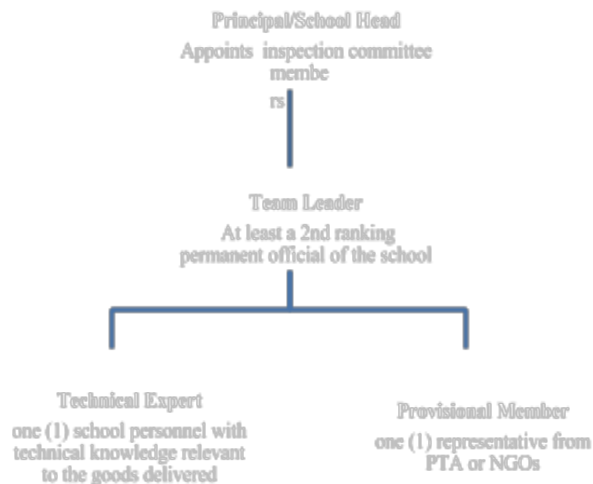 Principal/School Head
Appoints inspection committee
membe
rs
Team Leader
At least a 2nd ranking
permanent official of the school
Technical Expert
one (1) school personnel with
technical knowledge relevant
to the goods delivered
Provisional Member
one (1) representative from
PTA or NGOs